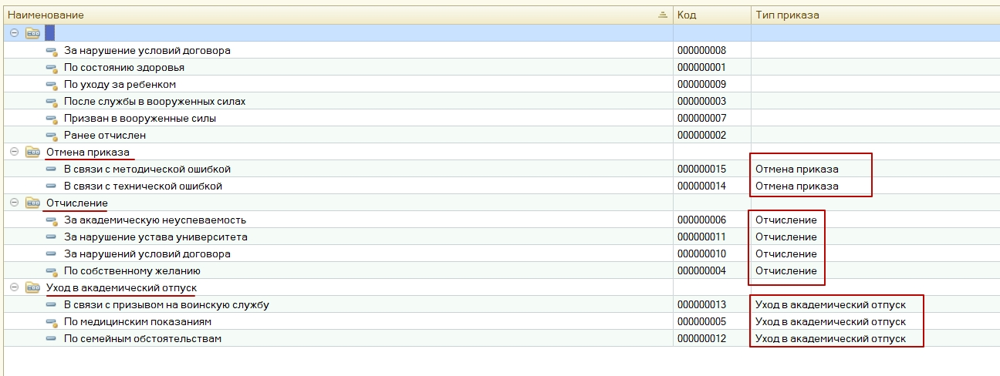 Наименование Код Тип приказа
За нарушение условий договора 000000008
По состоянию здоровья 000000001
По уходу за ребенком 000000009
После службы в вооруженных силах 000000003
Призван в вооруженные силы 000000007
Ранее отчислен 000000002
Отмена приказа
В связи с методической ошибкой 000000015 Отмена приказа
В связи с технической ошибкой 000000014 Отмена приказа
Отчисление
За академическую неуспеваемость 000000006 Отчисление
За нарушение устава университета 000000011 Отчисление
За нарушений условий договора 000000010 Отчисление
По собственному желанию 000000004 Отчисление
Уход в академический отпуск
В связи с призывом на воинскую службу 000000013 Уход в академический отпуск
По медицинским показаниям 000000005 Уход в академический отпуск
По семейным обстоятельствам 000000012 Уход в академический отпуск